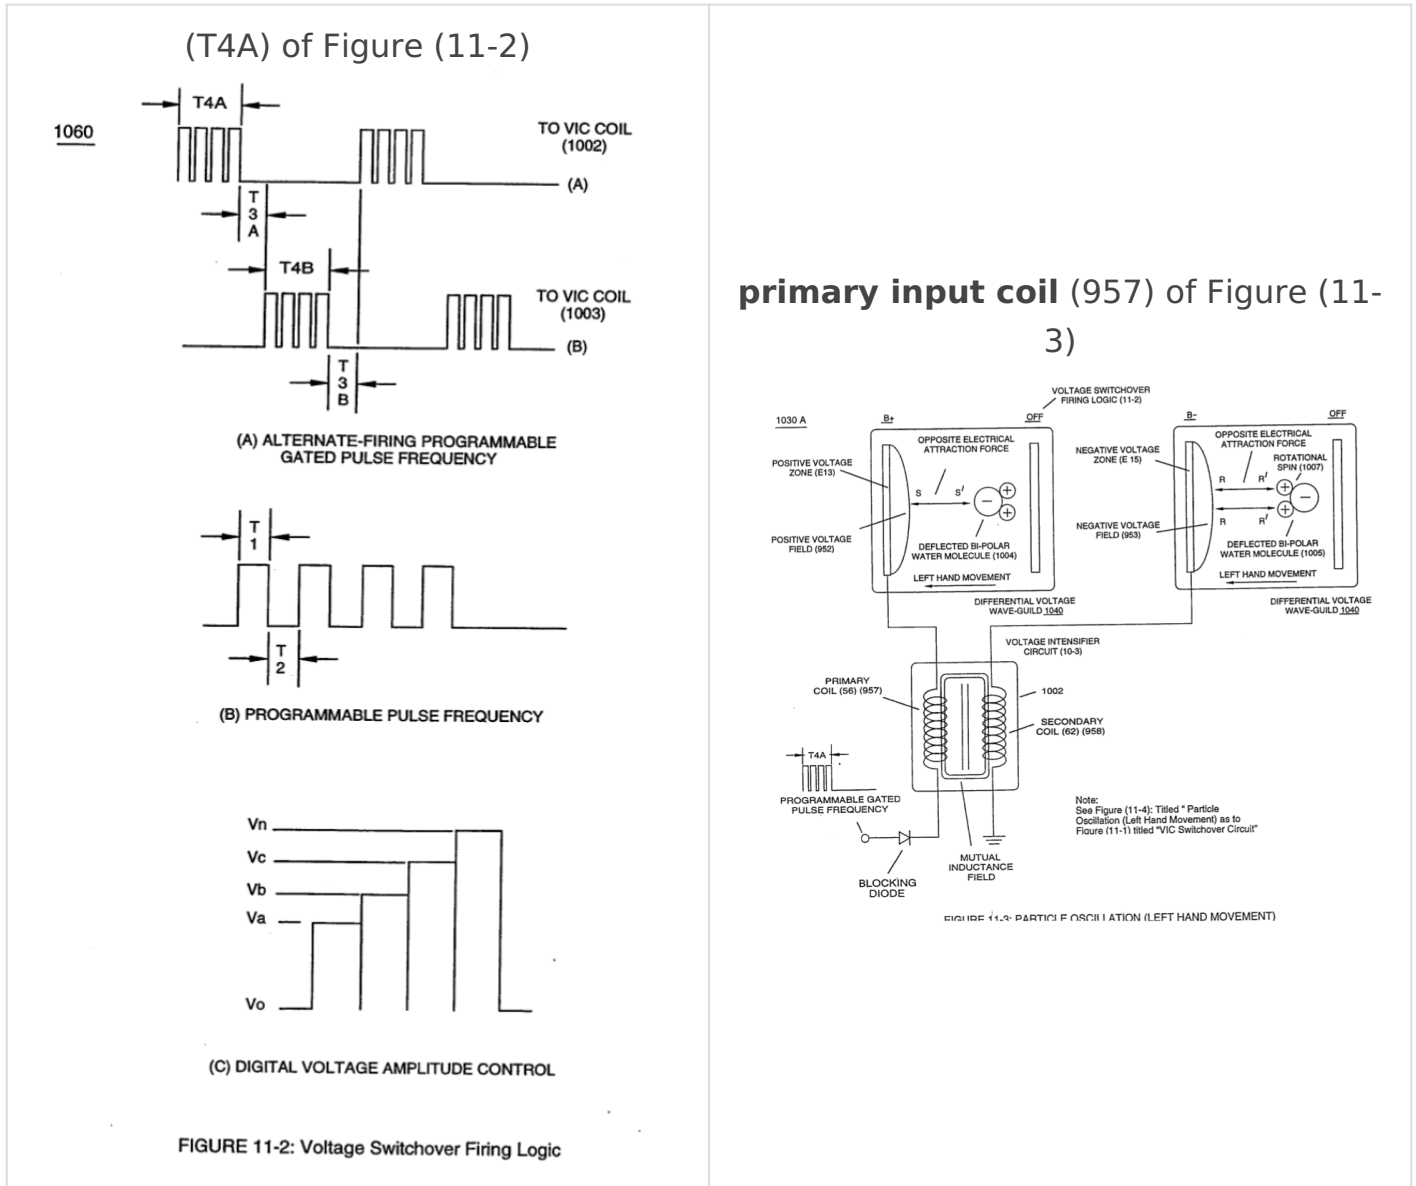 (T4A) of Figure (11-2)
T4A
1060
TO VIC COIL
(1002)
(A)
T
3
A
T4B
TO VIC COIL
(1003)
(B)
T
3
B
(A) ALTERNATE-FIRING PROGRAMMABLE
GATED PULSE FREQUENCY
T
1
T
2
(B) PROGRAMMABLE PULSE FREQUENCY
Vn
Vc
Vb
Va
Vo
(C) DIGITAL VOLTAGE AMPLITUDE CONTROL
FIGURE 11-2: Voltage Switchover Firing Logic
primary input coil (957) of Figure (11-
3)
VOLTAGE SWITCHOVER
FIRING LOGIC (11-2)
1030 A
B+
OFF
OPPOSITE ELECTRICAL
ATTRACTION FORCE
POSITIVE VOLTAGE
ZONE (E13)
S
S'
−
+
+
POSITIVE VOLTAGE
FIELD (952)
DEFLECTED BI-POLAR
WATER MOLECULE (1004)
LEFT HAND MOVEMENT
DIFFERENTIAL VOLTAGE
WAVE-GUILD 1040
B-
OFF
OPPOSITE ELECTRICAL
ATTRACTION FORCE
NEGATIVE VOLTAGE
ZONE (E 15)
ROTATIONAL
SPIN (1007)
R
R'
+
−
+
R
R'
NEGATIVE VOLTAGE
FIELD (953)
DEFLECTED BI-POLAR
WATER MOLECULE (1005)
LEFT HAND MOVEMENT
DIFFERENTIAL VOLTAGE
WAVE-GUILD 1040
VOLTAGE INTENSIFIER
CIRCUIT (10-3)
PRIMARY
COIL (56) (957)
1002
SECONDARY
COIL (62) (958)
T4A
PROGRAMMABLE GATED
PULSE FREQUENCY
BLOCKING
DIODE
MUTUAL
INDUCTANCE
FIELD
Note:
See Figure (11-4): Titled " Particle
Oscillation (Left Hand Movement) as to
Figure (11-1) titled "VIC Switchover Circuit"
FIGURE 11-3: PARTICLE OSCILLATION (LEFT HAND MOVEMENT)